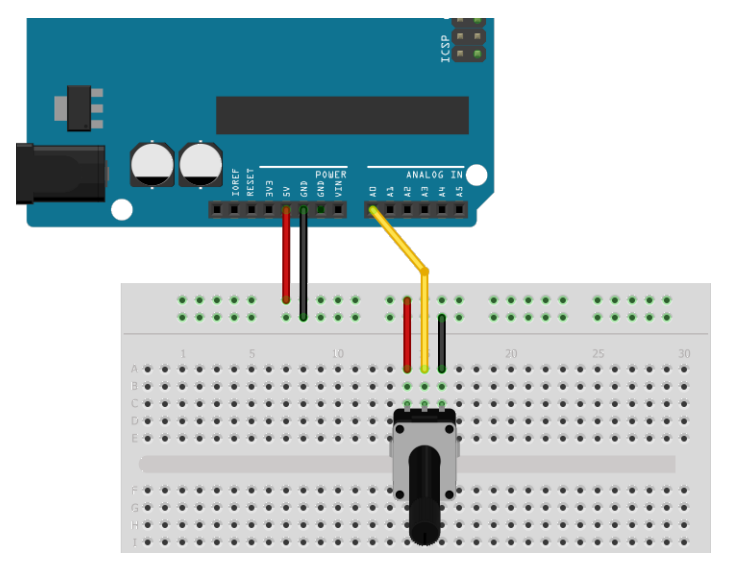 ICSP
POWER
ANALOG IN
IOREF
RESET
3V3
5V
GND
GND
VIN
A0
A1
A2
A3
A4
A5
1
5
10
15
20
25
30
A
B
C
D
E
F
G
H
I